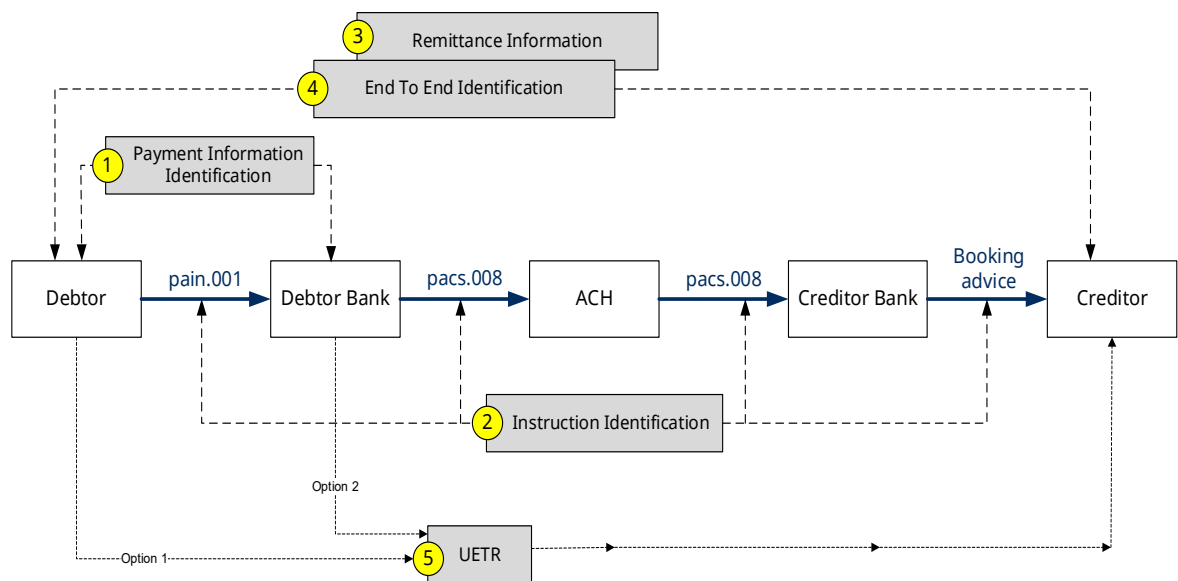 3
Remittance Information
4
End To End Identification
1
Payment Information
Identification
Debtor
pain.001
Debtor Bank
pacs.008
ACH
pacs.008
Creditor Bank
Booking
advice
Creditor
2
Instruction Identification
Option 2
Option 1
5
UETR